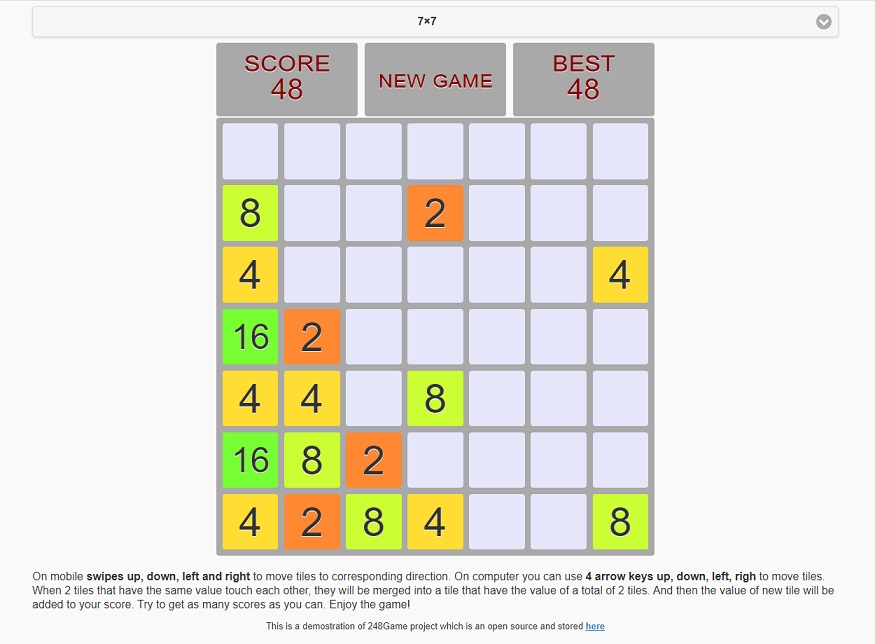 7×7
SCORE
48
NEW GAME
BEST
48
8 2
4 4
16 2
4 4 8
16 8 2
4 2 8 4 8
On mobile swipes up, down, left and right to move tiles to corresponding direction. On computer you can use 4 arrow keys up, down, left, righ to move tiles.
When 2 tiles that have the same value touch each other, they will be merged into a tile that have the value of a total of 2 tiles. And then the value of new tile will be
added to your score. Try to get as many scores as you can. Enjoy the game!
This is a demostration of 248Game project which is an open source and stored here